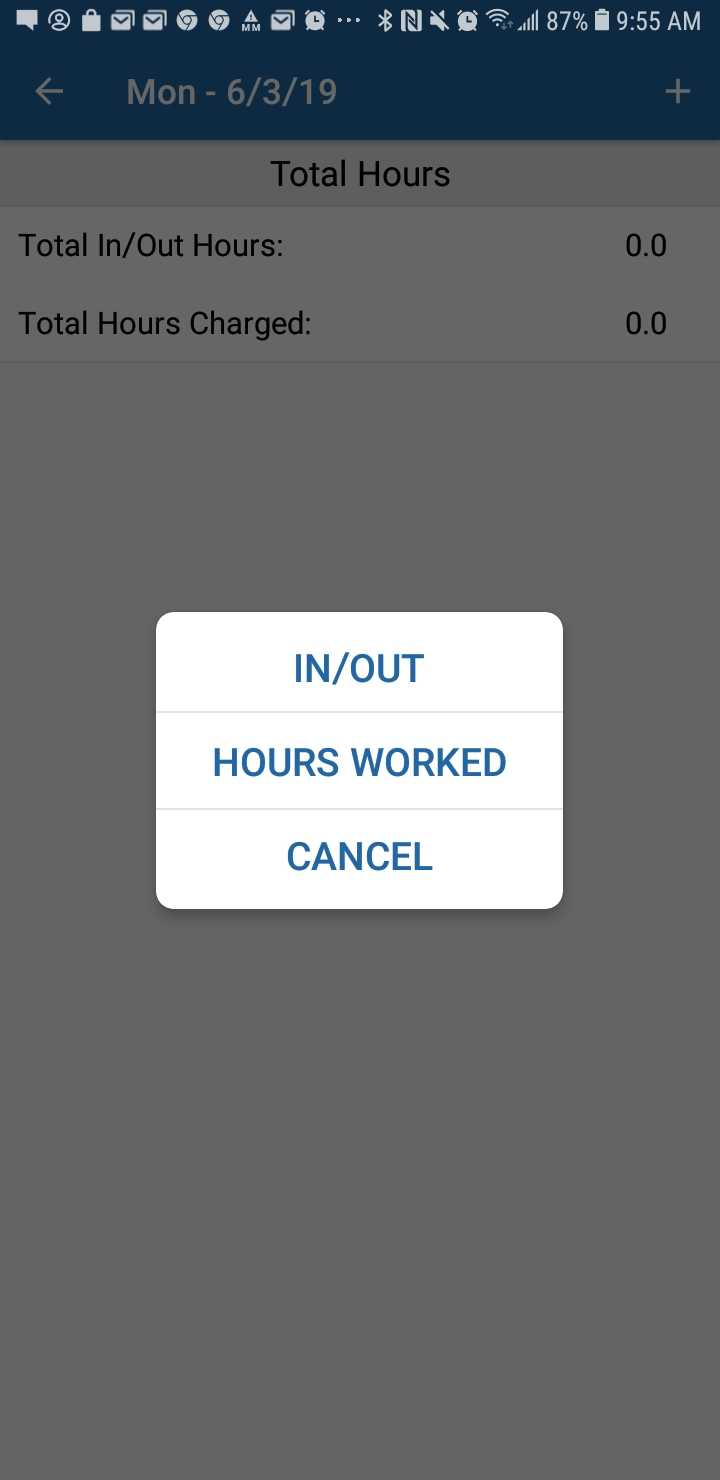 87% 9:55 AM
Mon - 6/3/19
Total Hours
Total In/Out Hours: 0.0
Total Hours Charged: 0.0
IN/OUT
HOURS WORKED
CANCEL